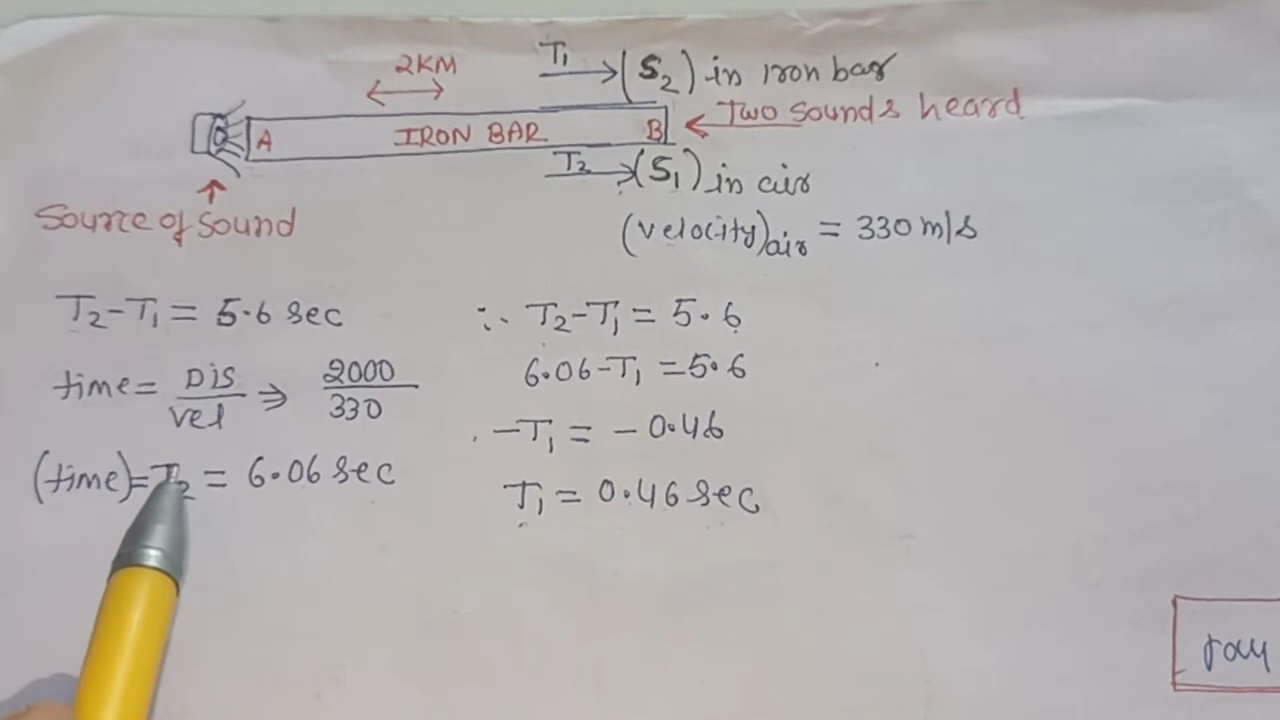 2KM
T₁ → (S₂) in iron bar
A IRON BAR B
Two sounds heard
T₂ → (S₁) in air
Source of sound
(velocity)air = 330 m/s
T₂-T₁ = 5.6 sec
time = Dis/vel ⇒ 2000/330
(time) = T₂ = 6.06 sec
∵ T₂-T₁ = 5.6
6.06-T₁ = 5.6
-T₁ = -0.46
T₁ = 0.46 sec